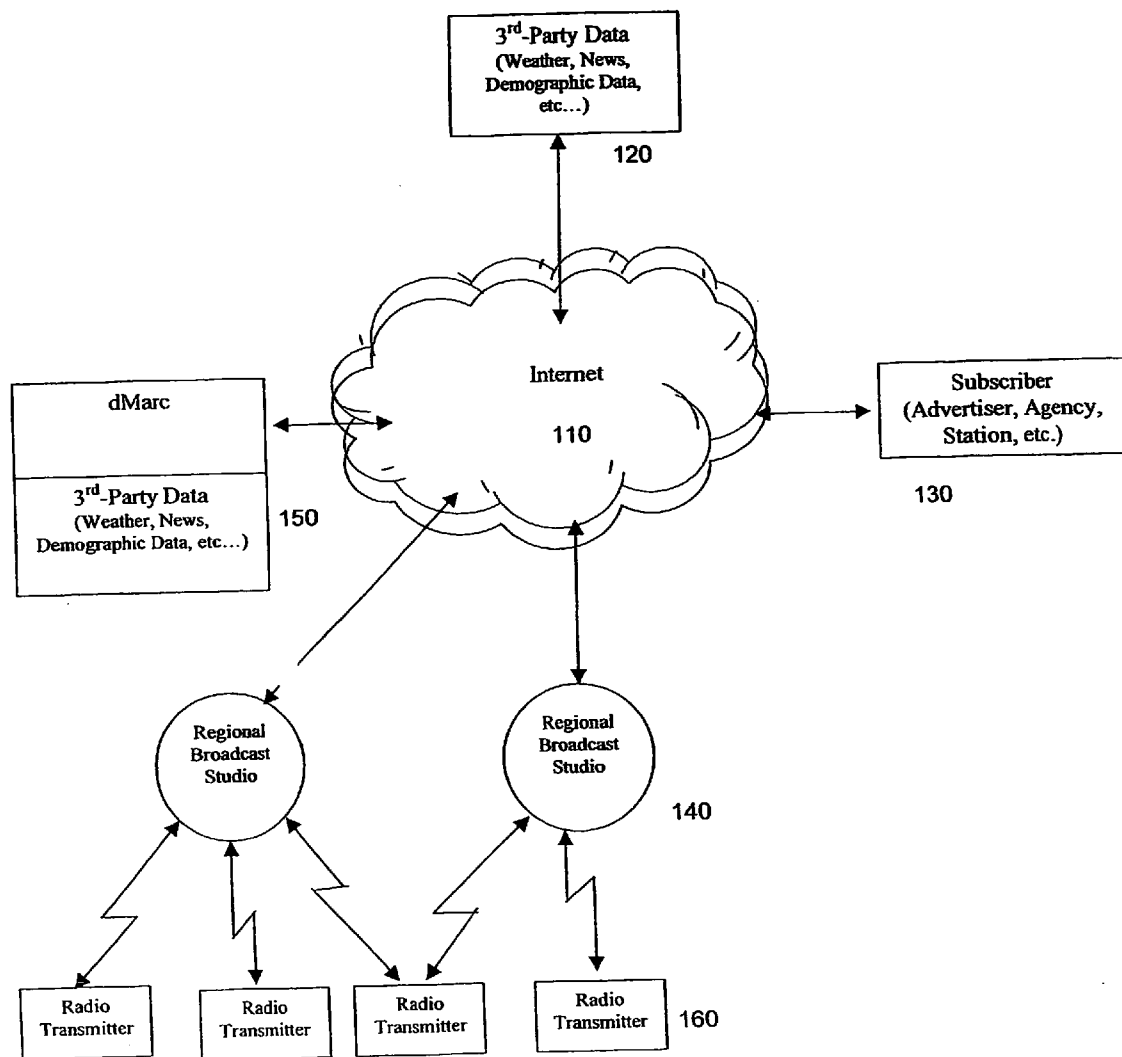 3rd-Party Data
(Weather, News,
Demographic Data,
etc...)
120
Internet
110
dMarc
3rd-Party Data
(Weather, News,
Demographic Data, etc...)
150
Subscriber
(Advertiser, Agency,
Station, etc.)
130
Regional
Broadcast
Studio
Regional
Broadcast
Studio
140
Radio
Transmitter
Radio
Transmitter
Radio
Transmitter
Radio
Transmitter
160